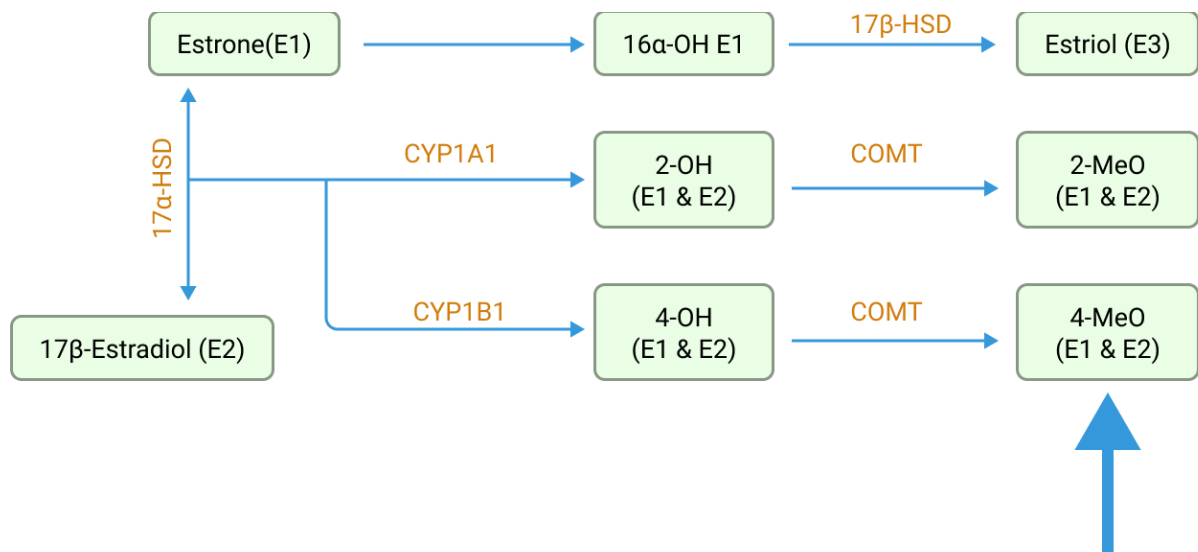 Estrone(E1)
16α-OH E1
17β-HSD
Estriol (E3)
17α-HSD
CYP1A1
2-OH
(E1 & E2)
COMT
2-MeO
(E1 & E2)
CYP1B1
4-OH
(E1 & E2)
COMT
4-MeO
(E1 & E2)
17β-Estradiol (E2)